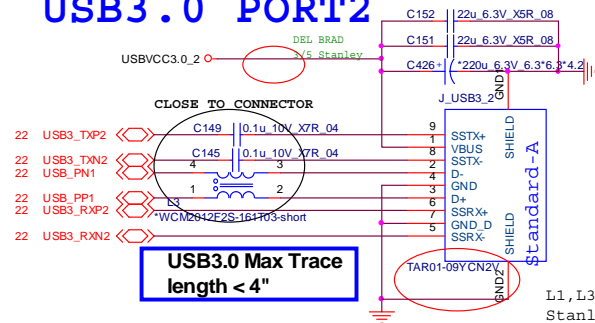 USB3.0 PORT2
C152 22u_6.3V_X5R_08
DEL BRAD
3/5 Stanley
C151 22u_6.3V_X5R_08
USBVCC3.0_2
C426 + *220u_6.3V_6.3*6.3*4.2
GND1
J_USB3_2
CLOSE TO CONNECTOR
22 USB3_TXP2 C149 0.1u_10V_X7R_04 9 SSTX+
1 VBUS
22 USB3_TXN2 C145 0.1u_10V_X7R_04 8 SSTX-
22 USB_PN1 4 3 2 D-
4 GND
22 USB_PP1 1 2 3 D+
22 USB3_RXP2 L3 6 SSRX+
*WCM2012F2S-161T03-short
7 GND_D
22 USB3_RXN2 5 SSRX-
SHIELD
SHIELD
Standard-A
USB3.0 Max Trace
length < 4"
TAR01-09YCN2V
GND2
L1,L3
Stanl